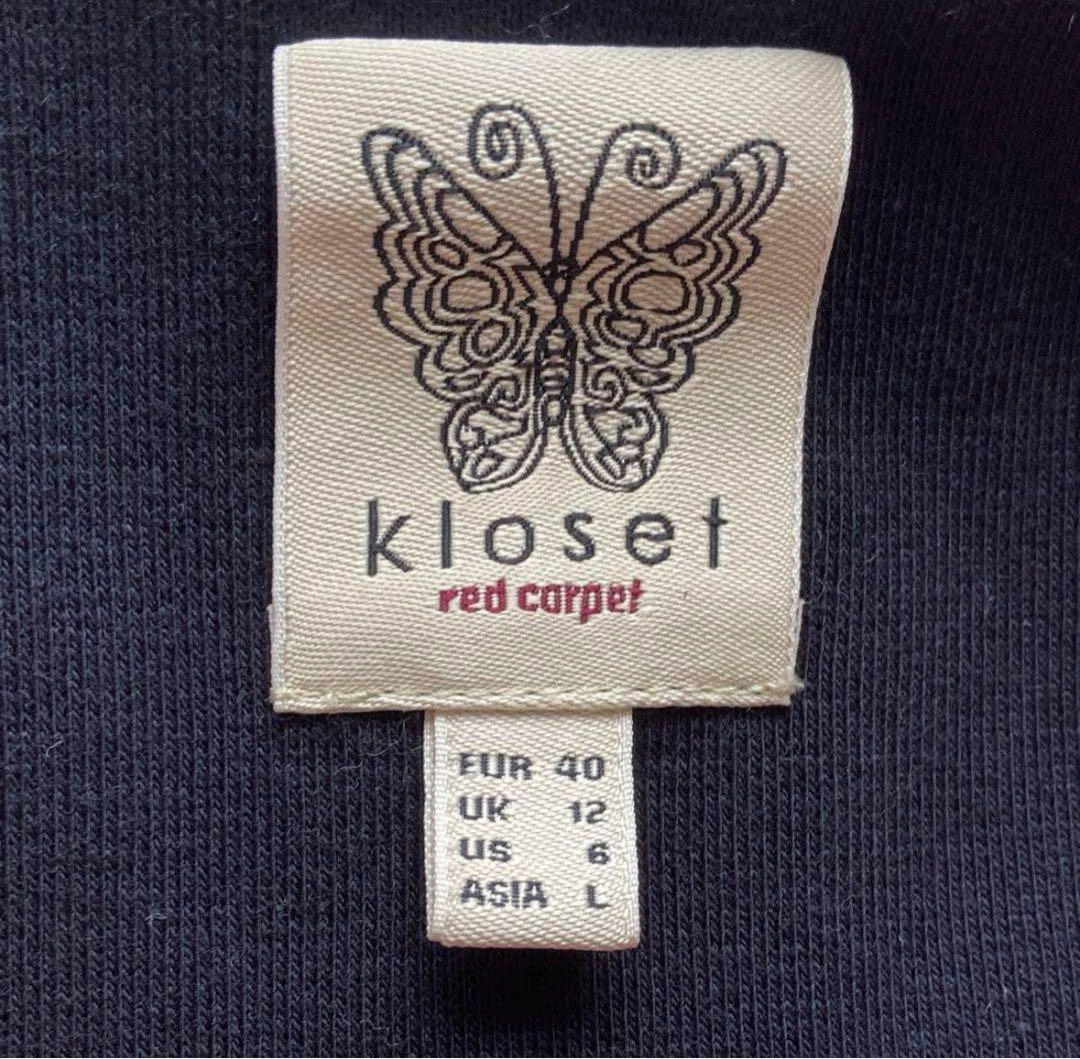 kloset
red carpet
EUR 40
UK 12
US 6
ASIA L